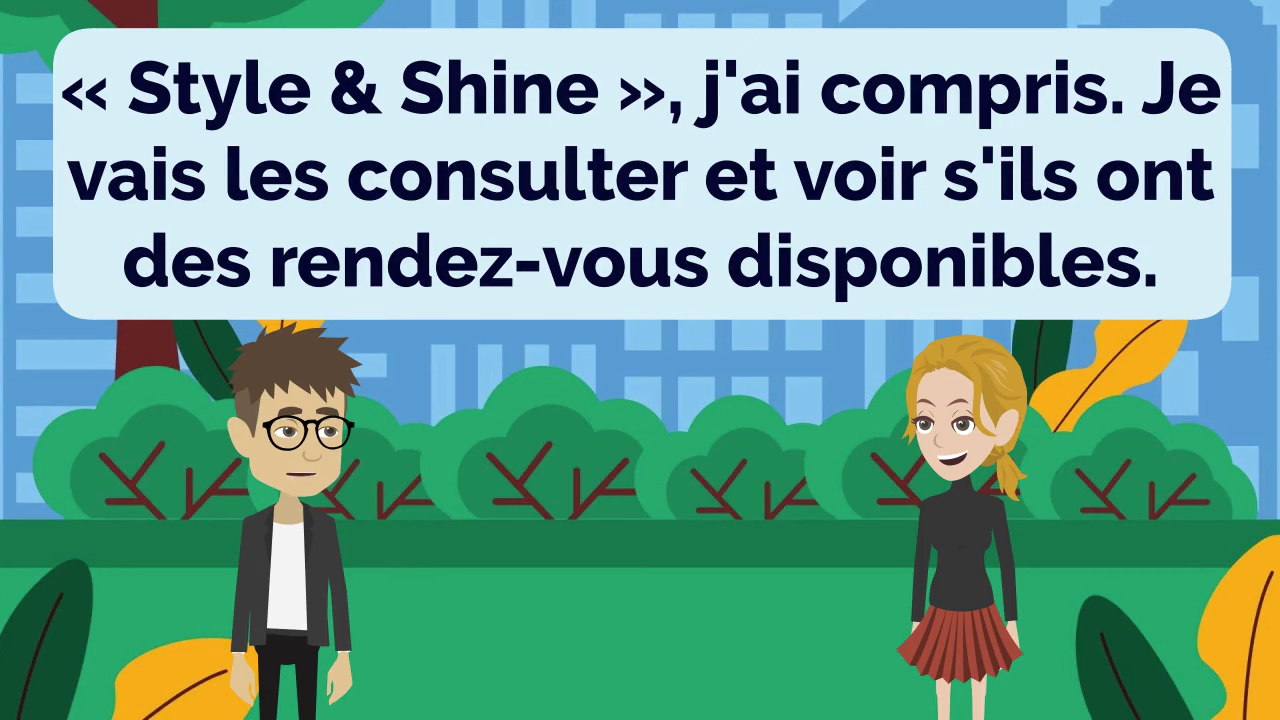 « Style & Shine », j'ai compris. Je
vais les consulter et voir s'ils ont
des rendez-vous disponibles.